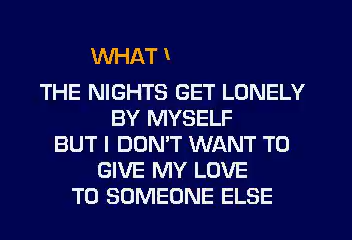 WHAT
THE NIGHTS GET LONELY
BY MYSELF
BUT I DON'T WANT TO
GIVE MY LOVE
TO SOMEONE ELSE